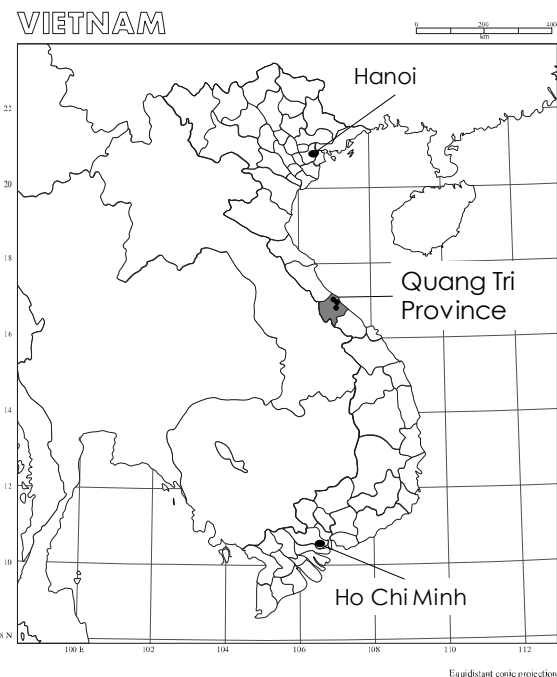 VIETNAM
0 200 400
km
Hanoi
22
20
18
Quang Tri
Province
16
14
12
10
Ho Chi Minh
8 N
100 E 102 104 106 108 110 112
Equidistant conic projection